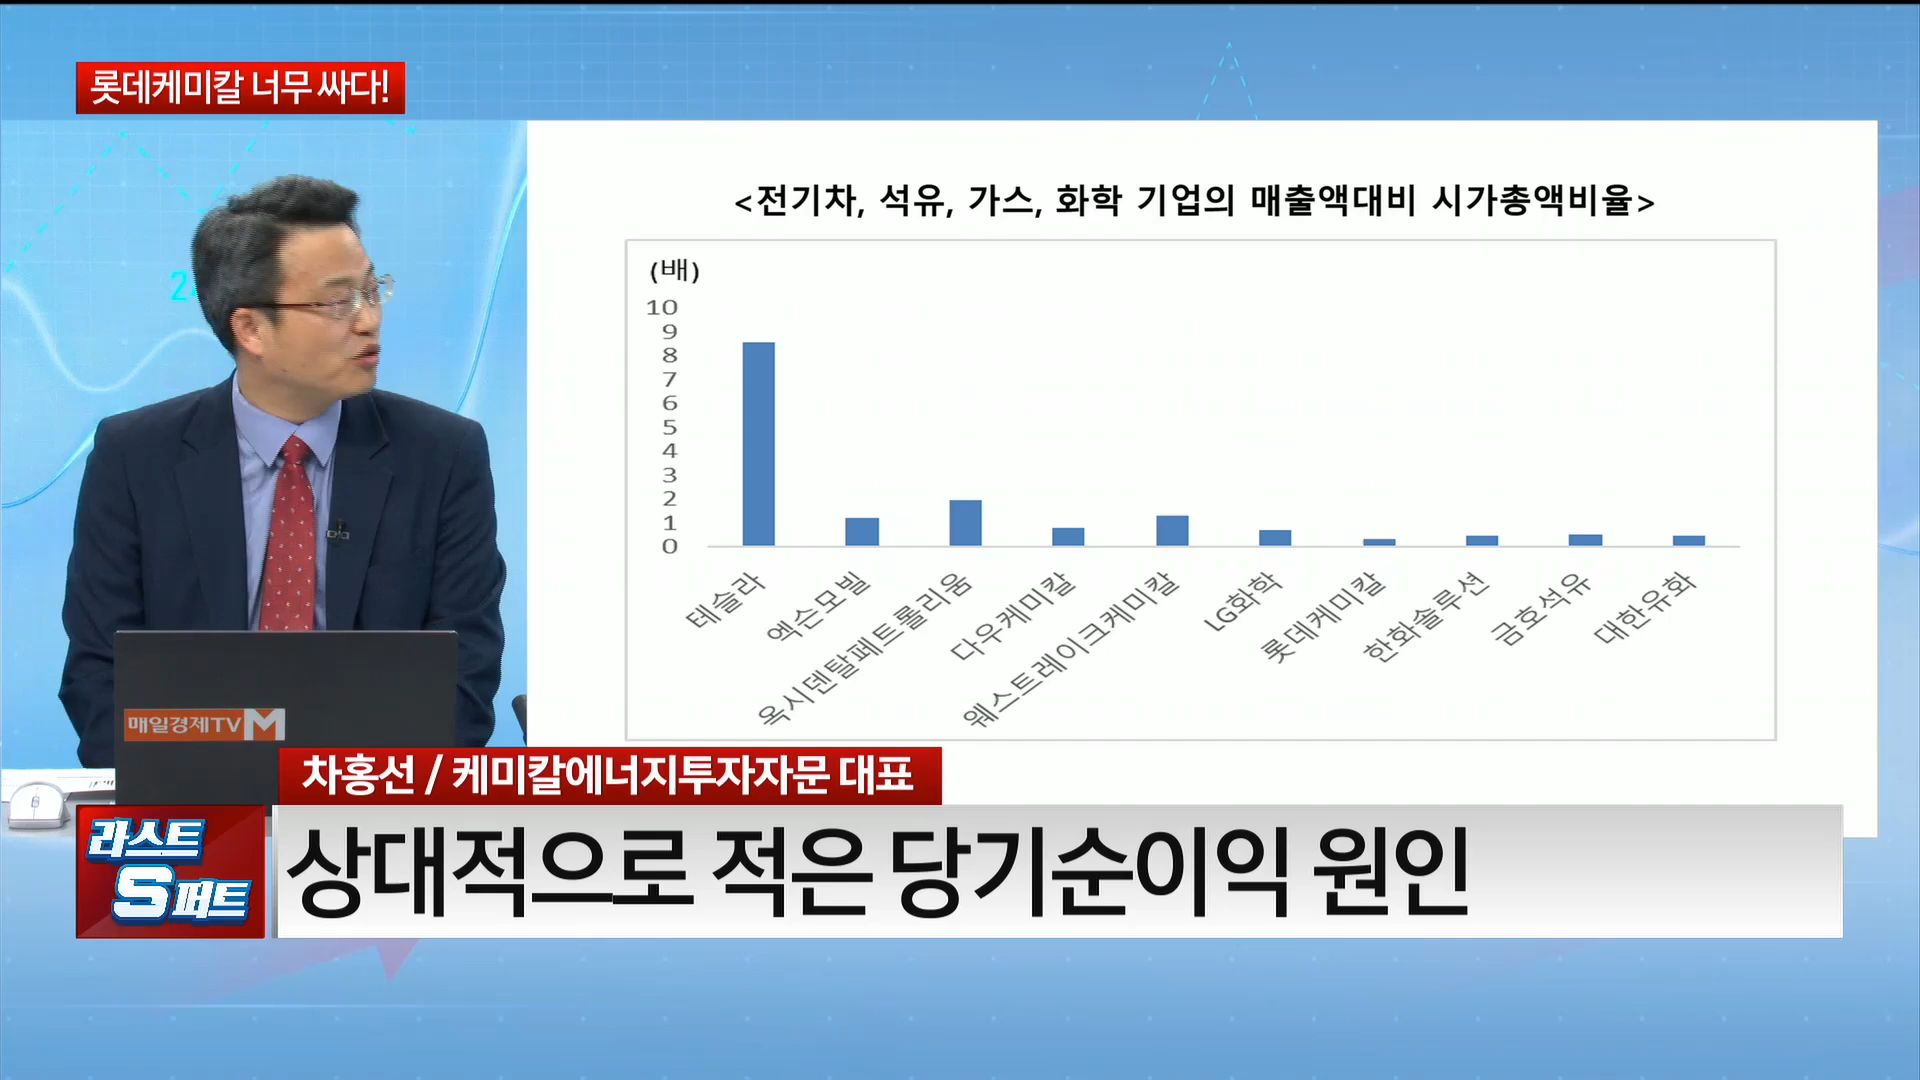 롯데케미칼 너무 싸다!
<전기차, 석유, 가스, 화학 기업의 매출액대비 시가총액비율>
(배)
10
9
8
7
6
5
4
3
2
1
0
테슬라
엑슨모빌
옥시덴탈페트롤리움
다우케미칼
웨스트레이크케미칼
LG화학
롯데케미칼
한화솔루션
금호석유
대한유화
매일경제TV M
차홍선 / 케미칼에너지투자자문 대표
라스트
S퍼트
상대적으로 적은 당기순이익 원인